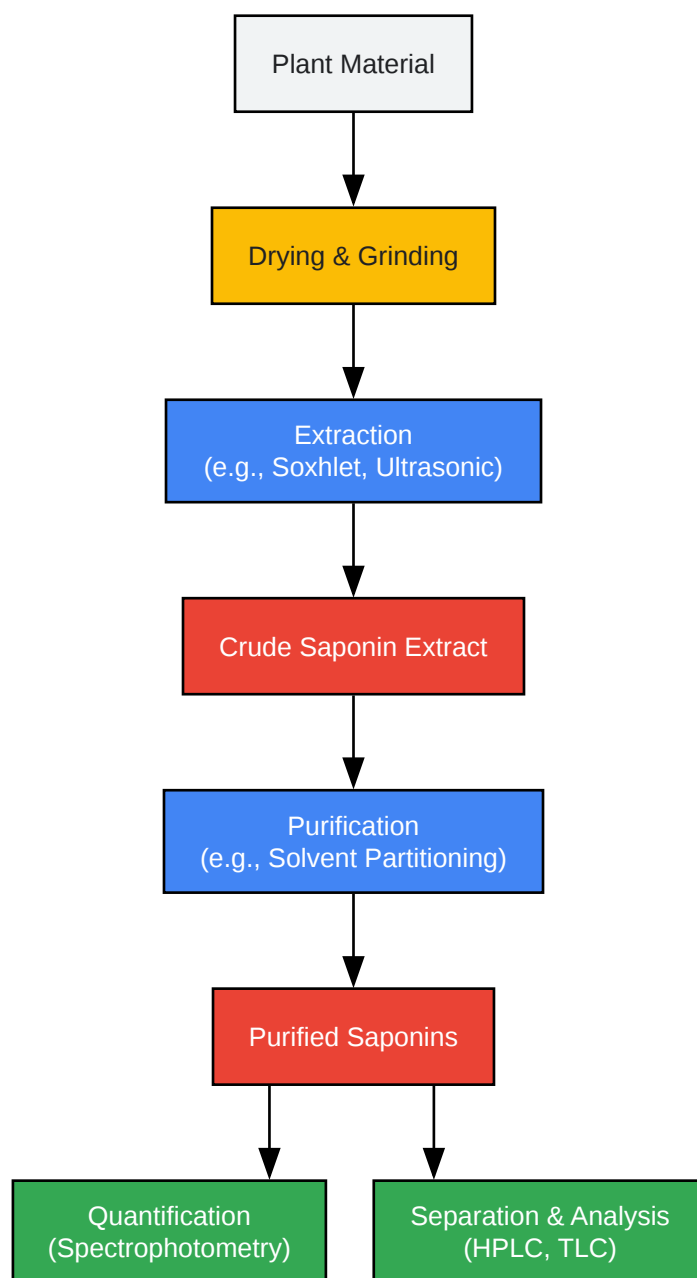 Plant Material
Drying & Grinding
Extraction
(e.g., Soxhlet, Ultrasonic)
Crude Saponin Extract
Purification
(e.g., Solvent Partitioning)
Purified Saponins
Quantification
(Spectrophotometry)
Separation & Analysis
(HPLC, TLC)